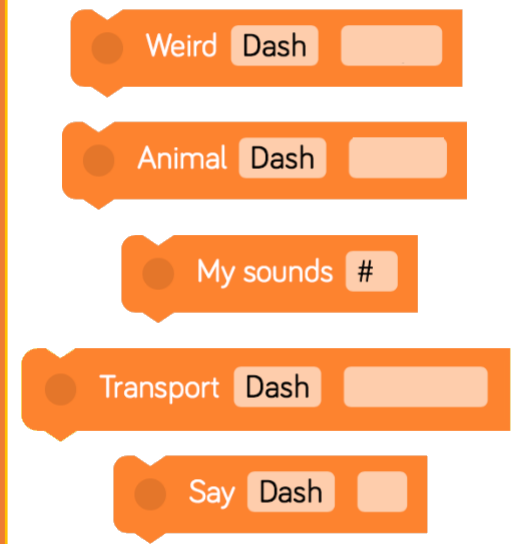 Weird Dash
Animal Dash
My sounds #
Transport Dash
Say Dash